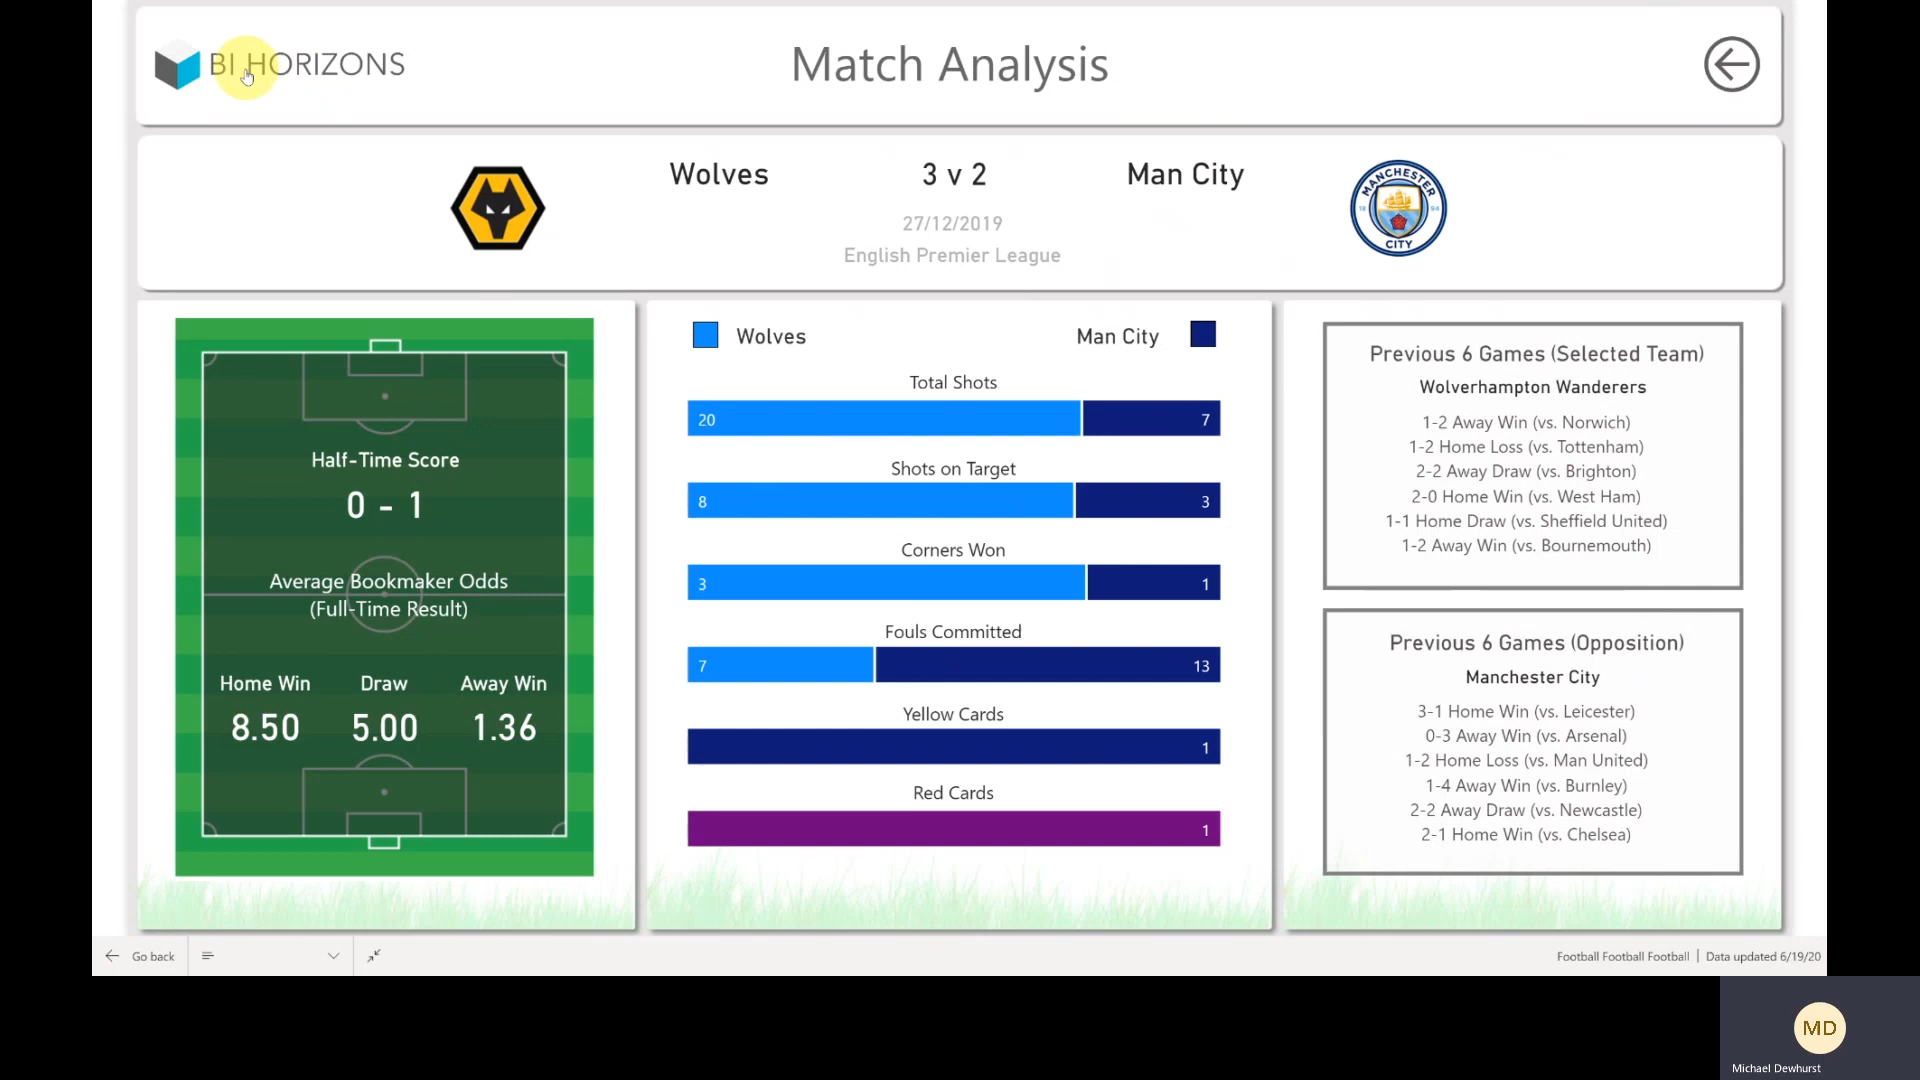 BI HORIZONS
Match Analysis
Wolves 3 v 2 Man City
27/12/2019
English Premier League
MANCHESTER
18 94
CITY
Half-Time Score
0 - 1
Average Bookmaker Odds
(Full-Time Result)
Home Win Draw Away Win
8.50 5.00 1.36
Wolves Man City
Total Shots
20 7
Shots on Target
8 3
Corners Won
3 1
Fouls Committed
7 13
Yellow Cards
1
Red Cards
1
Previous 6 Games (Selected Team)
Wolverhampton Wanderers
1-2 Away Win (vs. Norwich)
1-2 Home Loss (vs. Tottenham)
2-2 Away Draw (vs. Brighton)
2-0 Home Win (vs. West Ham)
1-1 Home Draw (vs. Sheffield United)
1-2 Away Win (vs. Bournemouth)
Previous 6 Games (Opposition)
Manchester City
3-1 Home Win (vs. Leicester)
0-3 Away Win (vs. Arsenal)
1-2 Home Loss (vs. Man United)
1-4 Away Win (vs. Burnley)
2-2 Away Draw (vs. Newcastle)
2-1 Home Win (vs. Chelsea)
Go back
Football Football Football | Data updated 6/19/20
MD
Michael Dewhurst